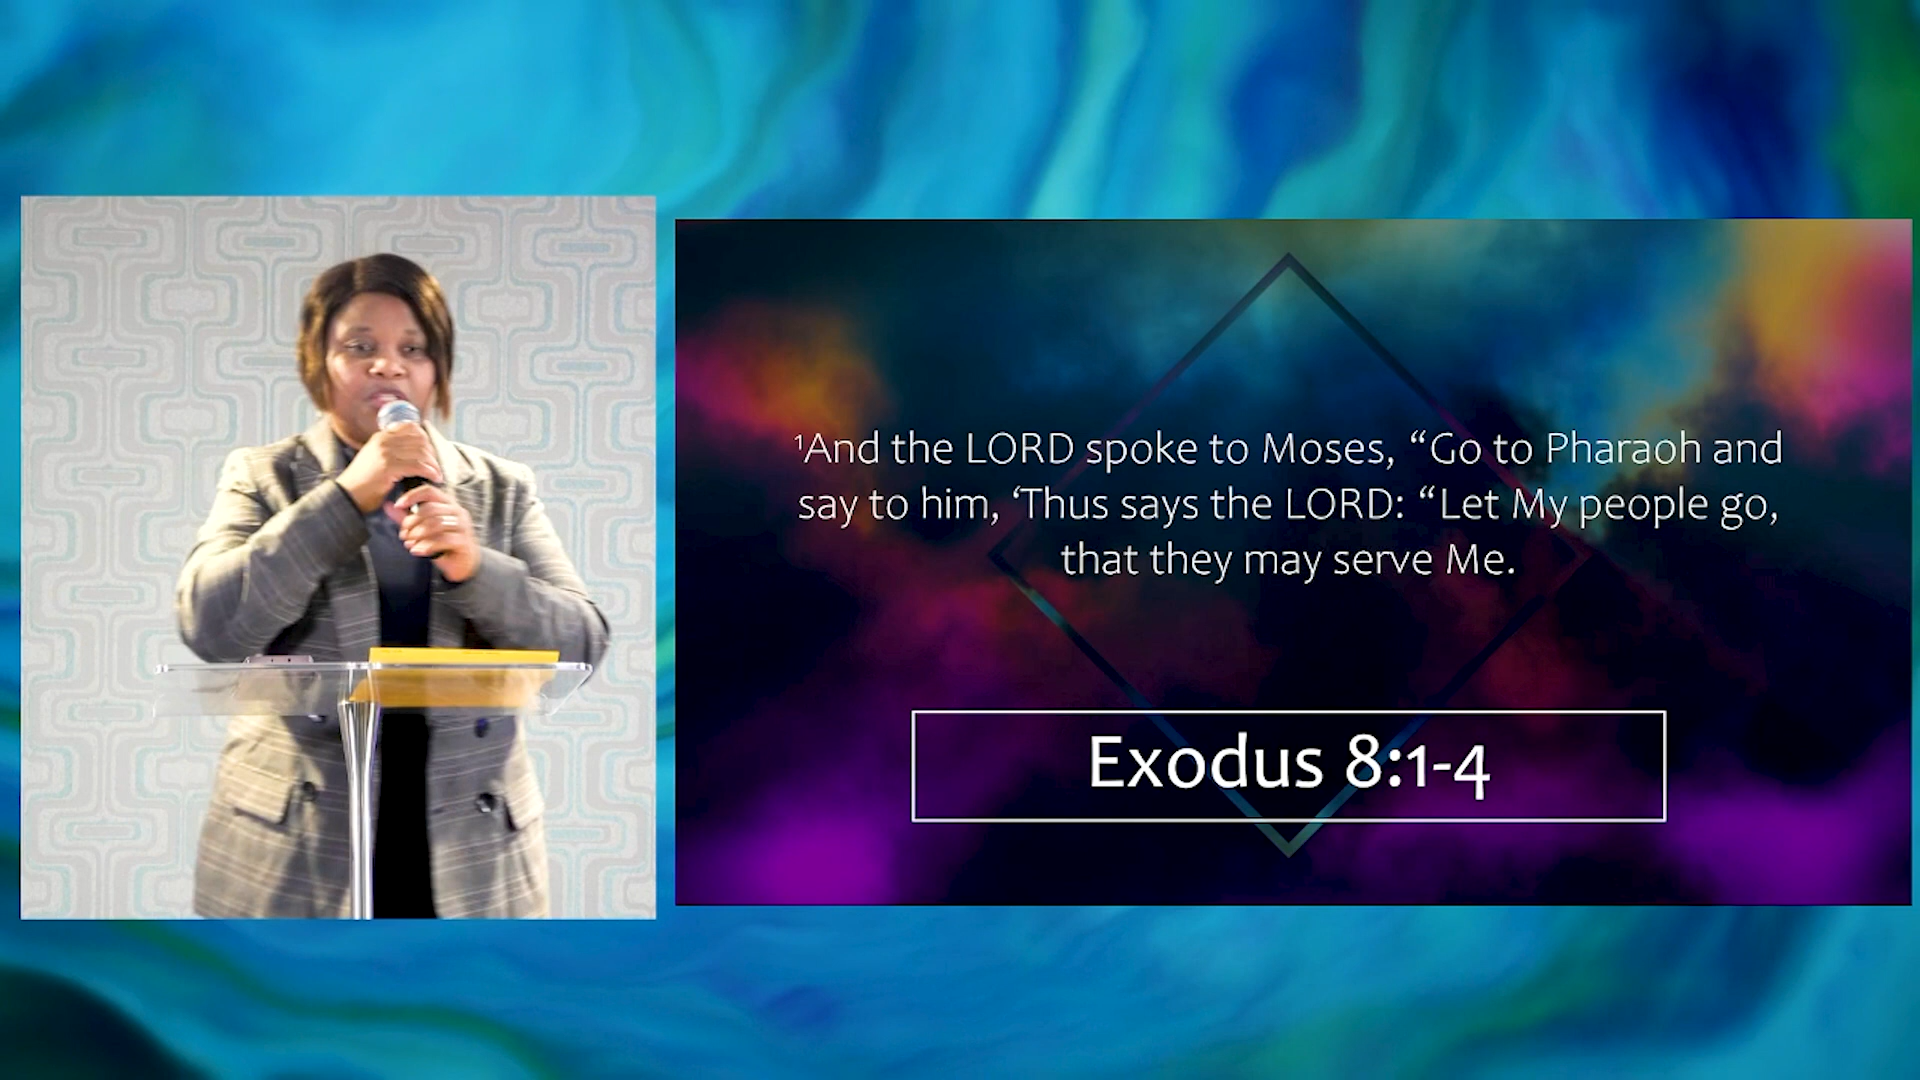 ¹And the LORD spoke to Moses, “Go to Pharaoh and
say to him, ‘Thus says the LORD: “Let My people go,
that they may serve Me.
Exodus 8:1-4